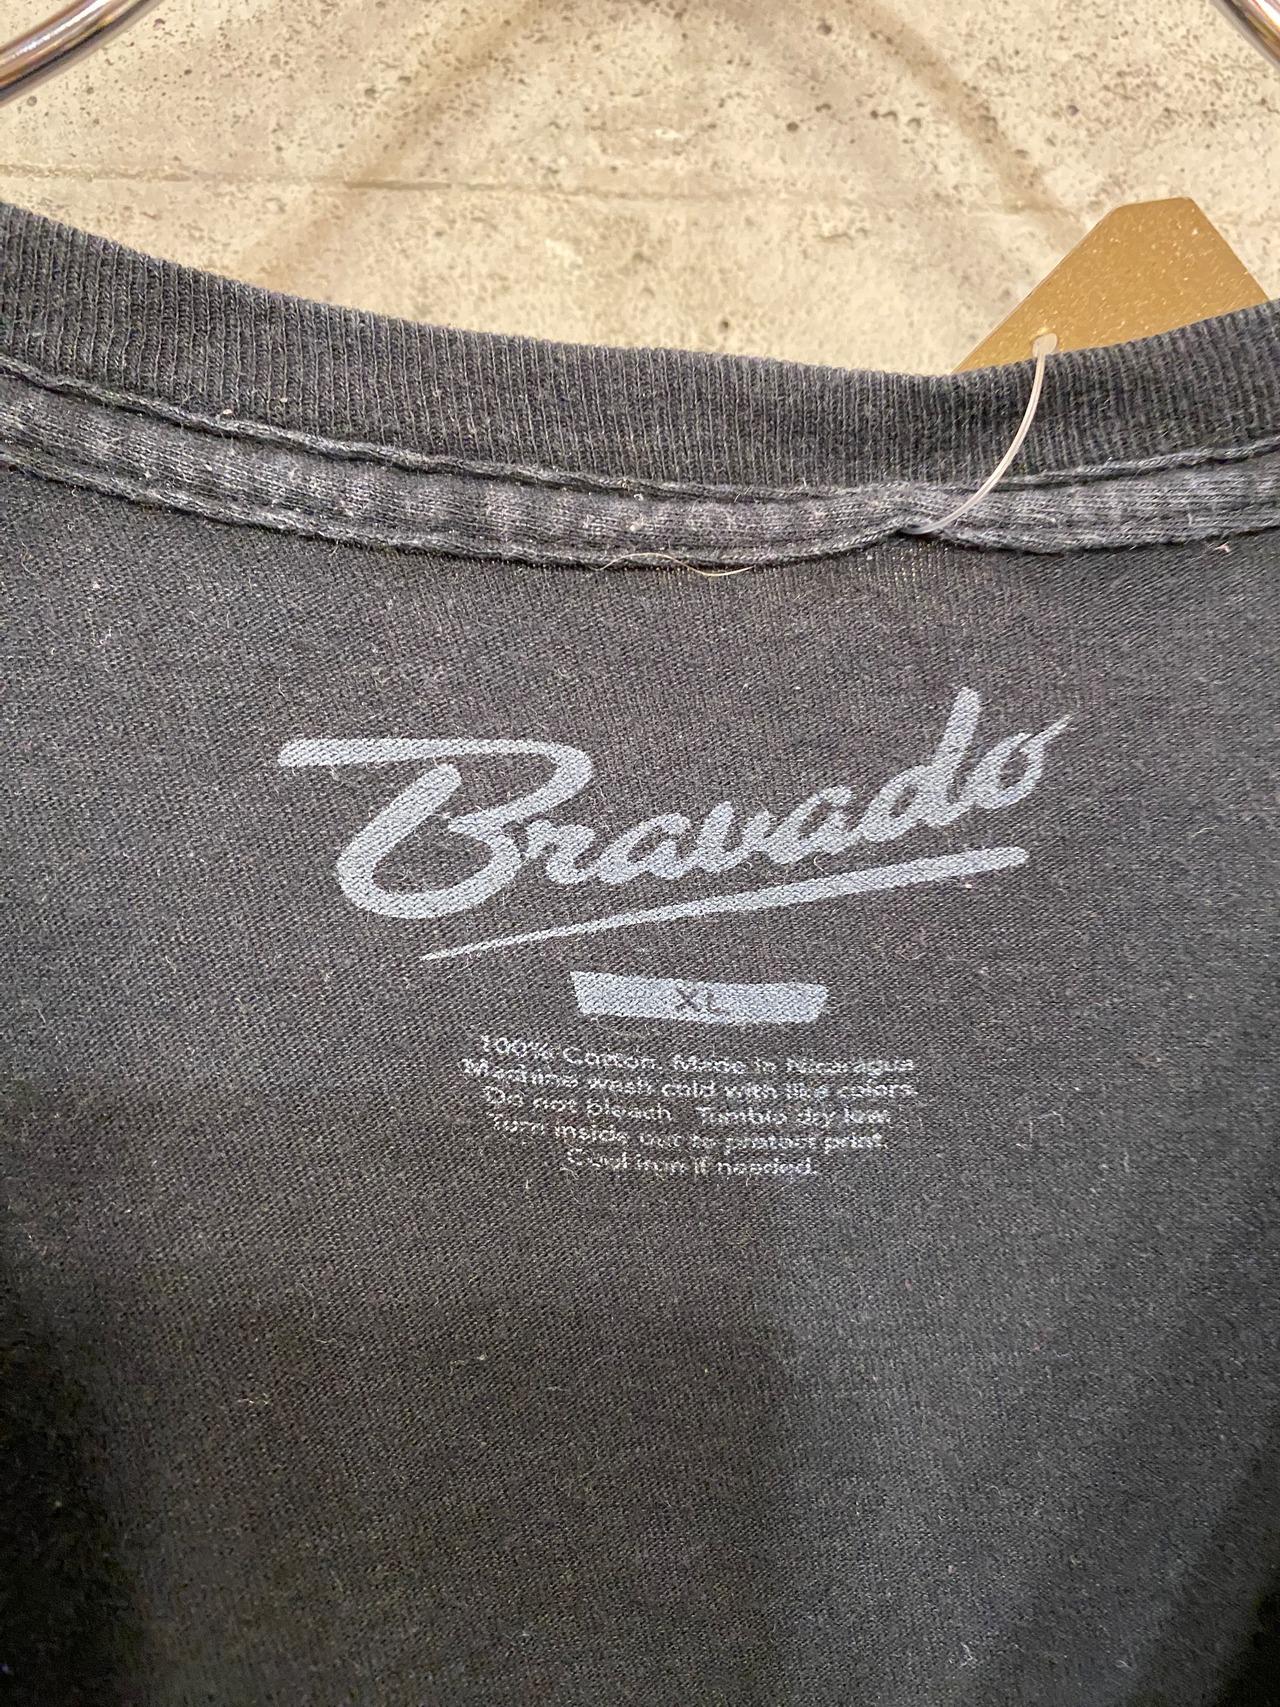 Bravado
XL
100% Cotton. Made in Nicaragua
Machine wash cold with like colors.
Do not bleach. Tumble dry low.
Turn inside out to protect print.
Cool iron if needed.